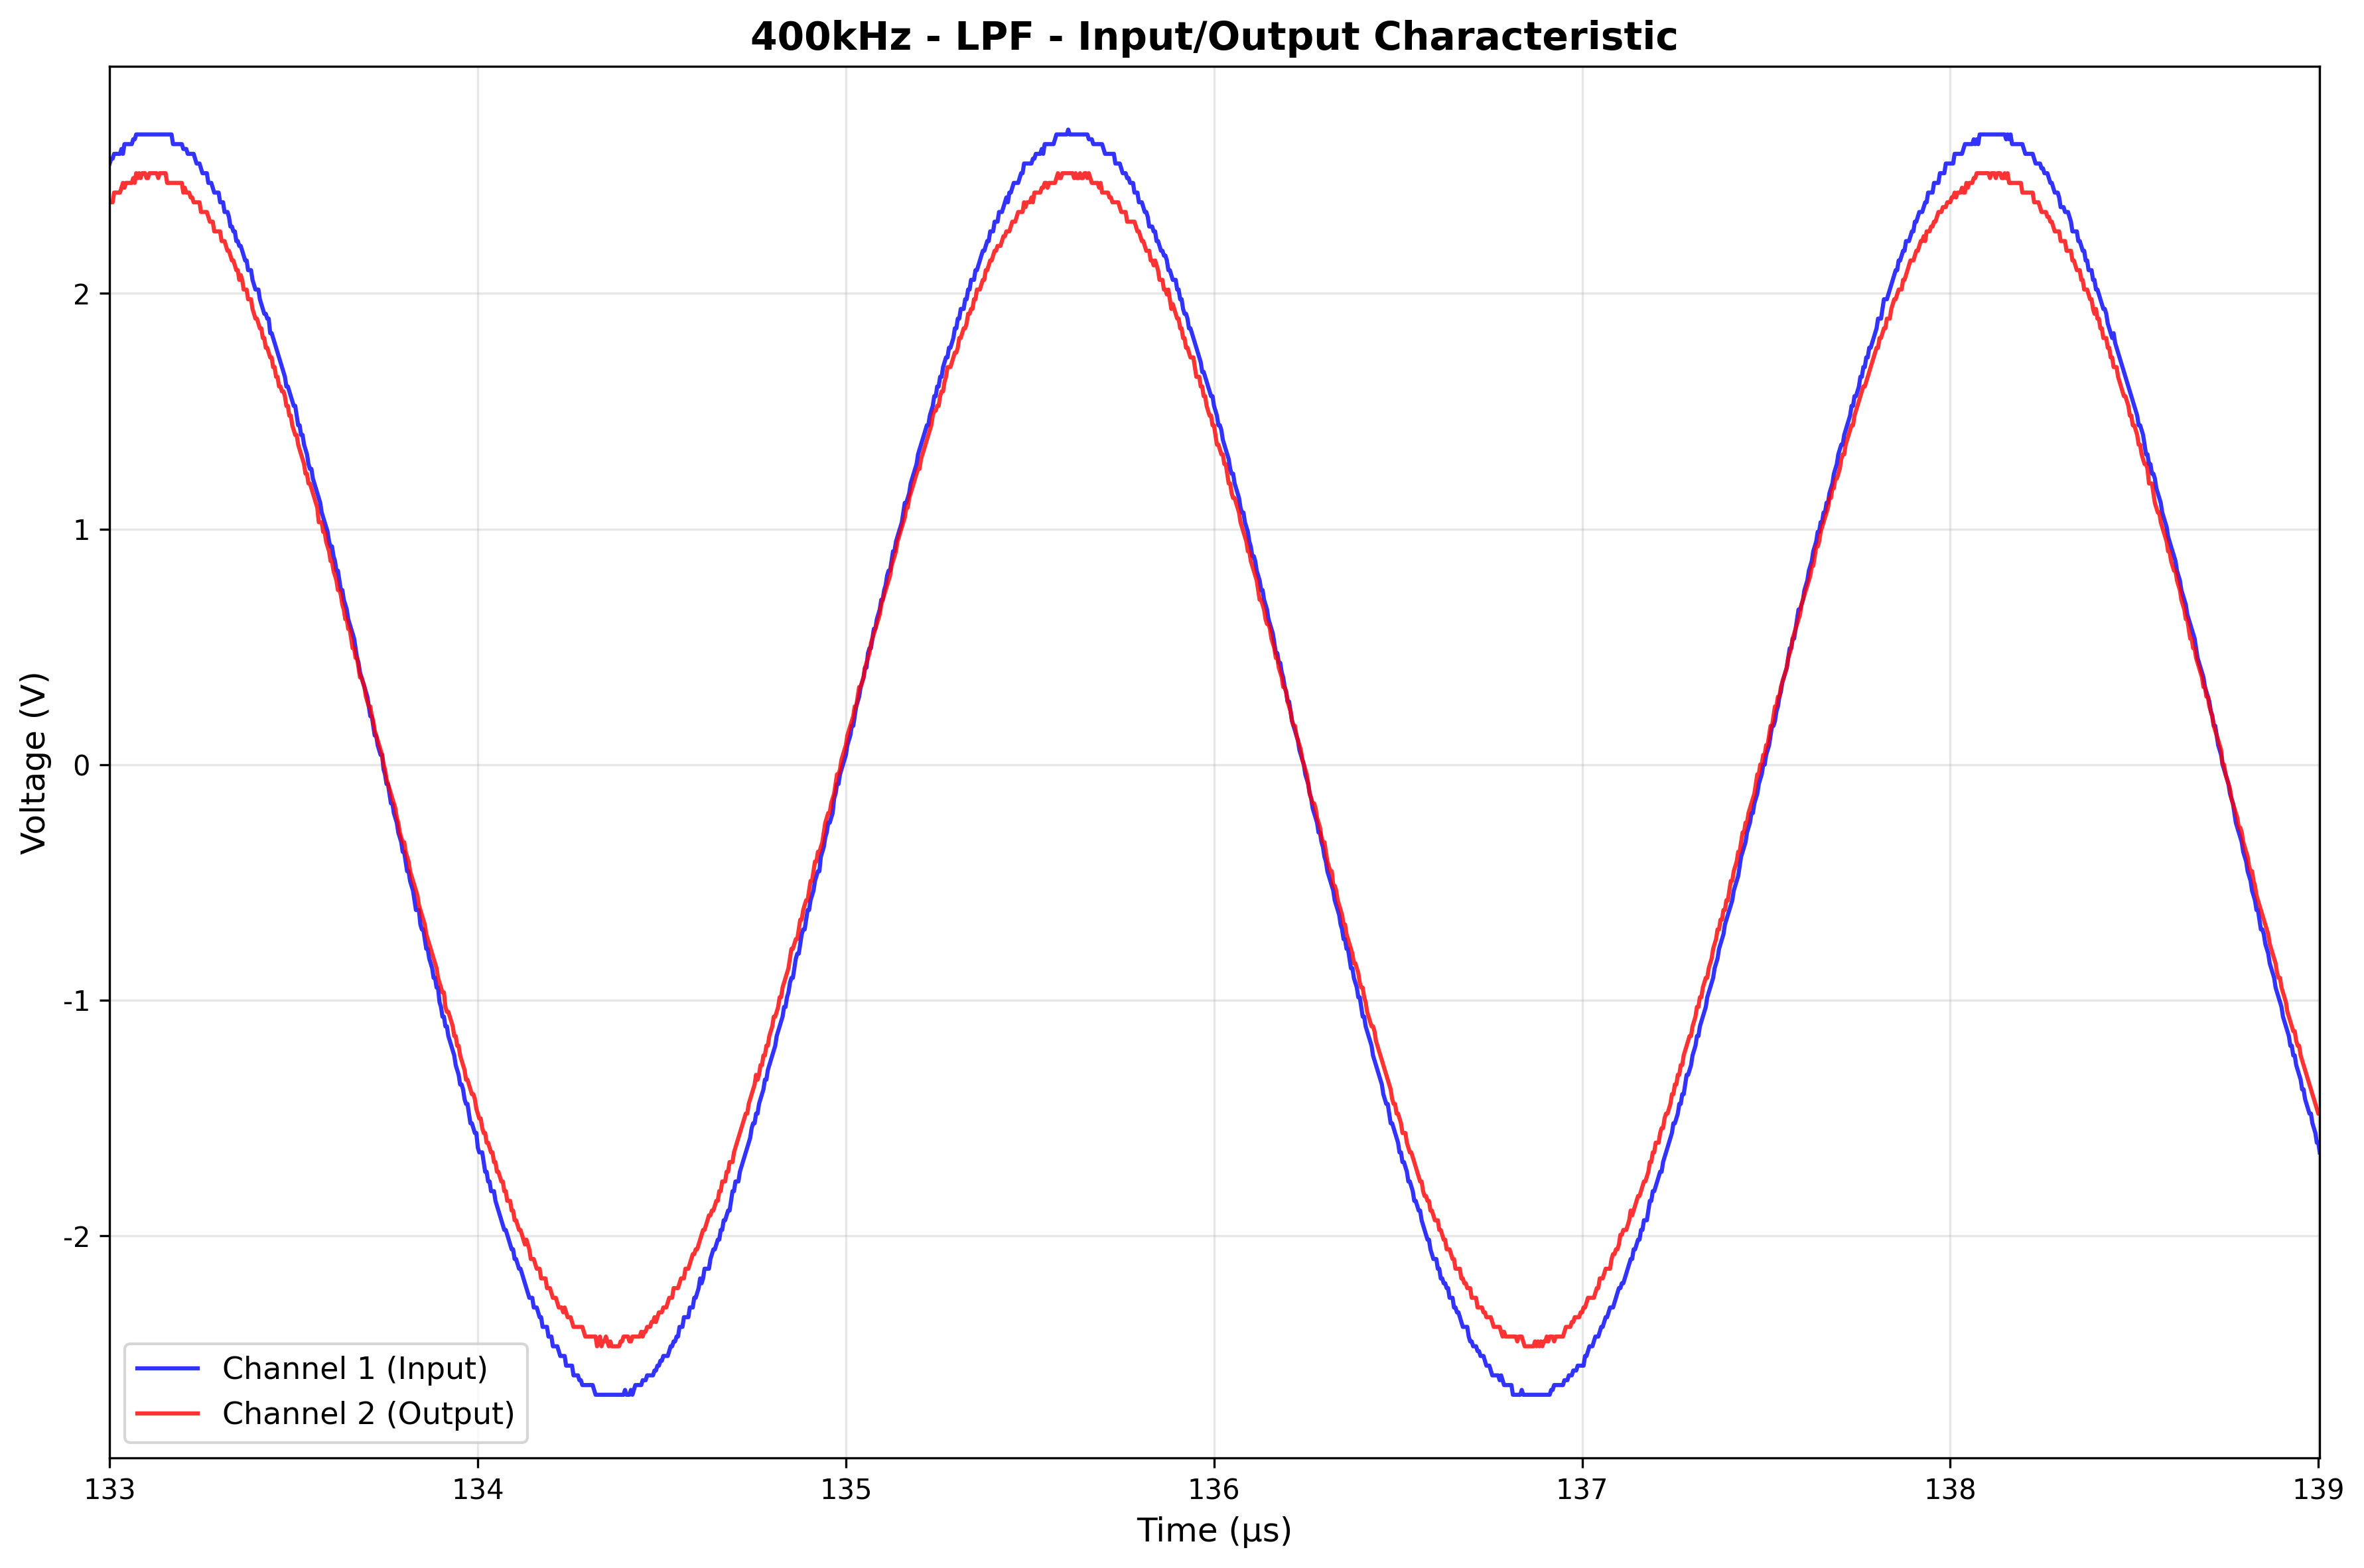 400kHz - LPF - Input/Output Characteristic
Voltage (V)
2
1
0
-1
-2
Channel 1 (Input)
Channel 2 (Output)
133 134 135 136 137 138 139
Time (µs)